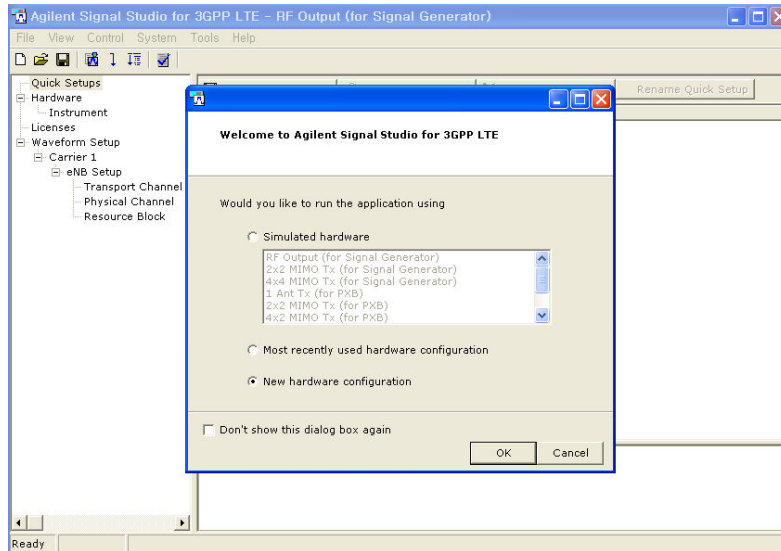 Agilent Signal Studio for 3GPP LTE - RF Output (for Signal Generator)
File View Control System Tools Help
Quick Setups
Hardware
Instrument
Licenses
Waveform Setup
Carrier 1
eNB Setup
Transport Channel
Physical Channel
Resource Block
Rename Quick Setup
Welcome to Agilent Signal Studio for 3GPP LTE
Would you like to run the application using
Simulated hardware
RF Output (for Signal Generator)
2x2 MIMO Tx (for Signal Generator)
4x4 MIMO Tx (for Signal Generator)
1 Ant Tx (for PXB)
2x2 MIMO Tx (for PXB)
4x2 MIMO Tx (for PXB)
Most recently used hardware configuration
New hardware configuration
Don't show this dialog box again
OK Cancel
Ready